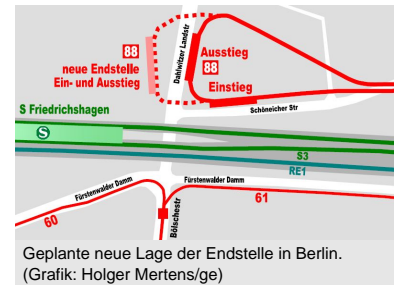 88
neue Endstelle
Ein- und Ausstieg
Dahlwitzer Landstr
Ausstieg
88
Einstieg
Schöneicher Str
S Friedrichshagen
S
S3
RE1
Fürstenwalder Damm
Fürstenwalder Damm
60
61
Bölschestr
Geplante neue Lage der Endstelle in Berlin.
(Grafik: Holger Mertens/ge)